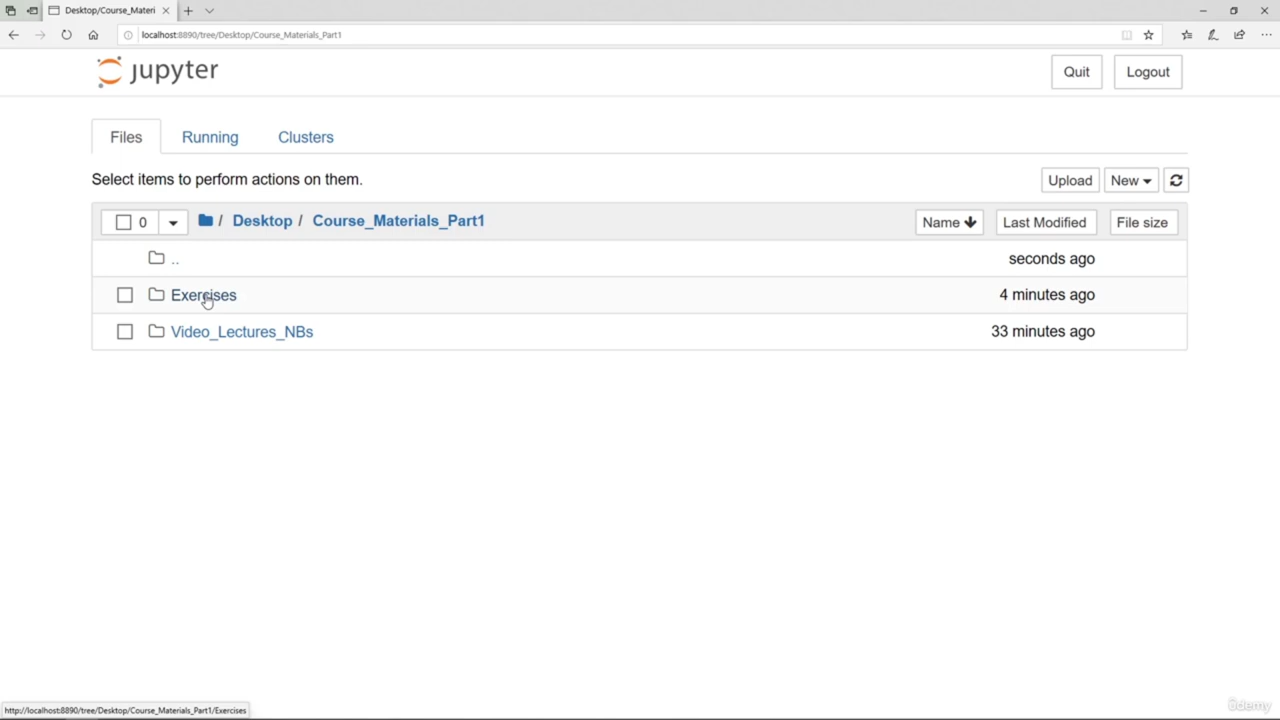 Desktop/Course_Materi
localhost:8890/tree/Desktop/Course_Materials_Part1
jupyter
Quit
Logout
Files
Running
Clusters
Select items to perform actions on them.
Upload
New
0
/ Desktop / Course_Materials_Part1
Name
Last Modified
File size
..
seconds ago
Exercises
4 minutes ago
Video_Lectures_NBs
33 minutes ago
http://localhost:8890/tree/Desktop/Course_Materials_Part1/Exercises
ûdemy